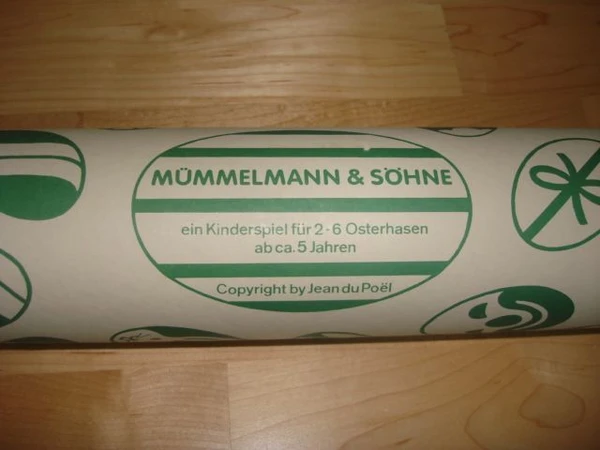 MÜMMELMANN & SÖHNE
ein Kinderspiel für 2-6 Osterhasen
ab ca. 5 Jahren
Copyright by Jean du Poël